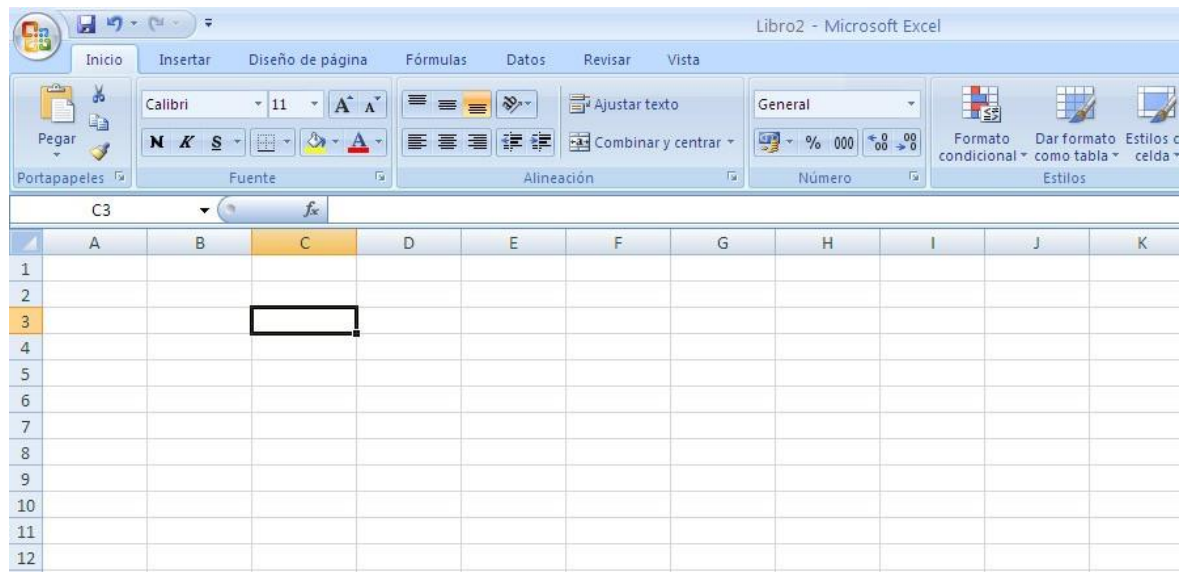 Libro2 - Microsoft Excel
Inicio Insertar Diseño de página Fórmulas Datos Revisar Vista
Calibri 11 A A Ajustar texto General
Pegar N K S A Combinar y centrar % 000 Formato condicional Dar formato como tabla Estilos celda
Portapapeles Fuente Alineación Número Estilos
C3 fx
A B C D E F G H I J K
1
2
3
4
5
6
7
8
9
10
11
12